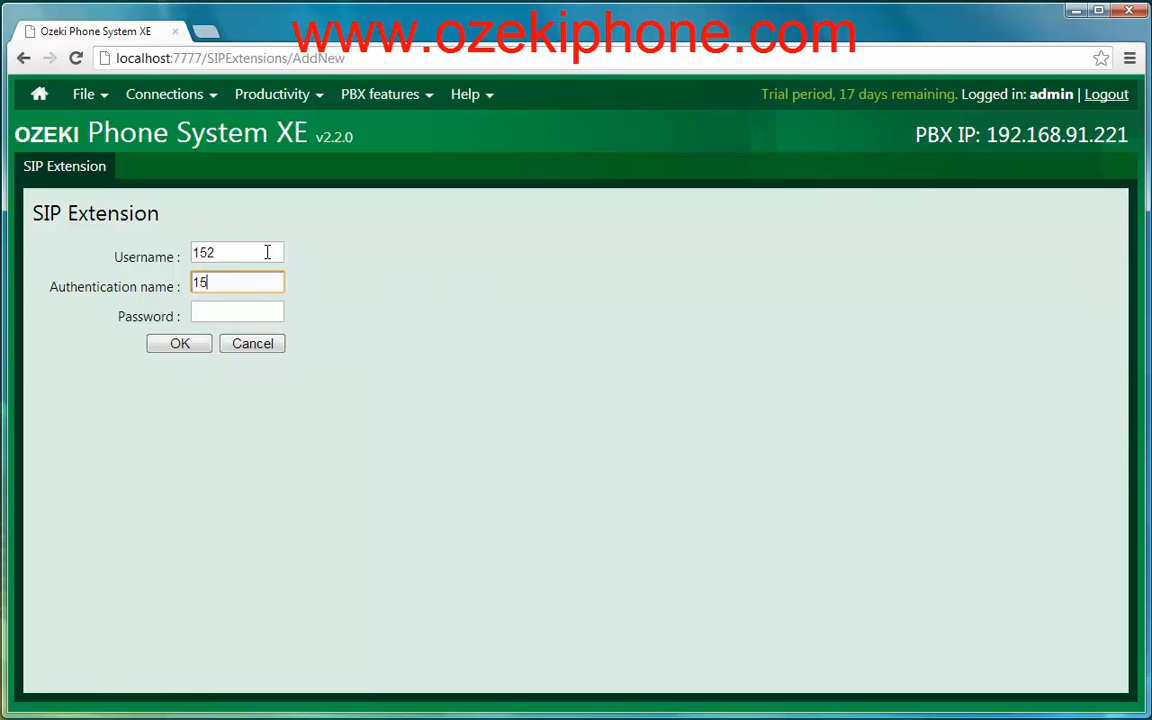 www.ozekiphone.com
Ozeki Phone System XE
localhost:7777/SIPExtensions/AddNew
File Connections Productivity PBX features Help Trial period, 17 days remaining. Logged in: admin | Logout
OZEKI Phone System XE v2.2.0 PBX IP: 192.168.91.221
SIP Extension
SIP Extension
Username : 152
Authentication name : 15
Password :
OK Cancel